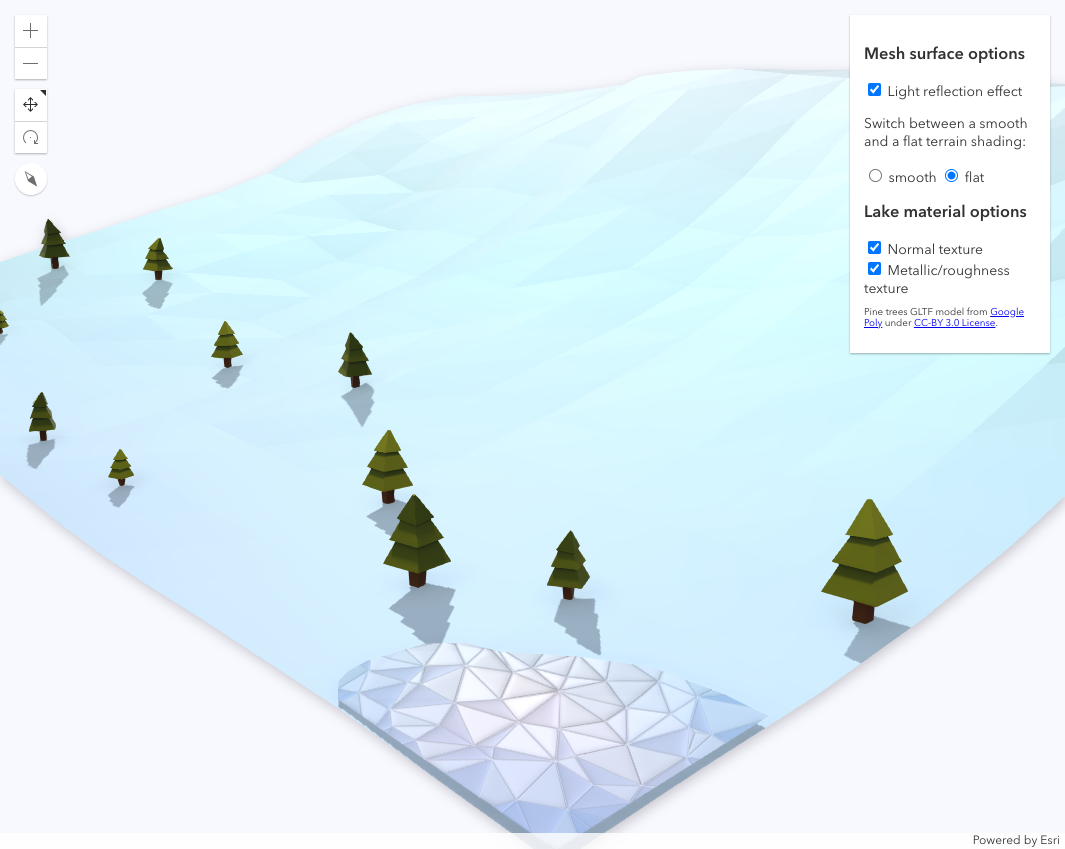 Mesh surface options
Light reflection effect
Switch between a smooth
and a flat terrain shading:
smooth flat
Lake material options
Normal texture
Metallic/roughness
texture
Pine trees GLTF model from Google
Poly under CC-BY 3.0 License.
Powered by Esri